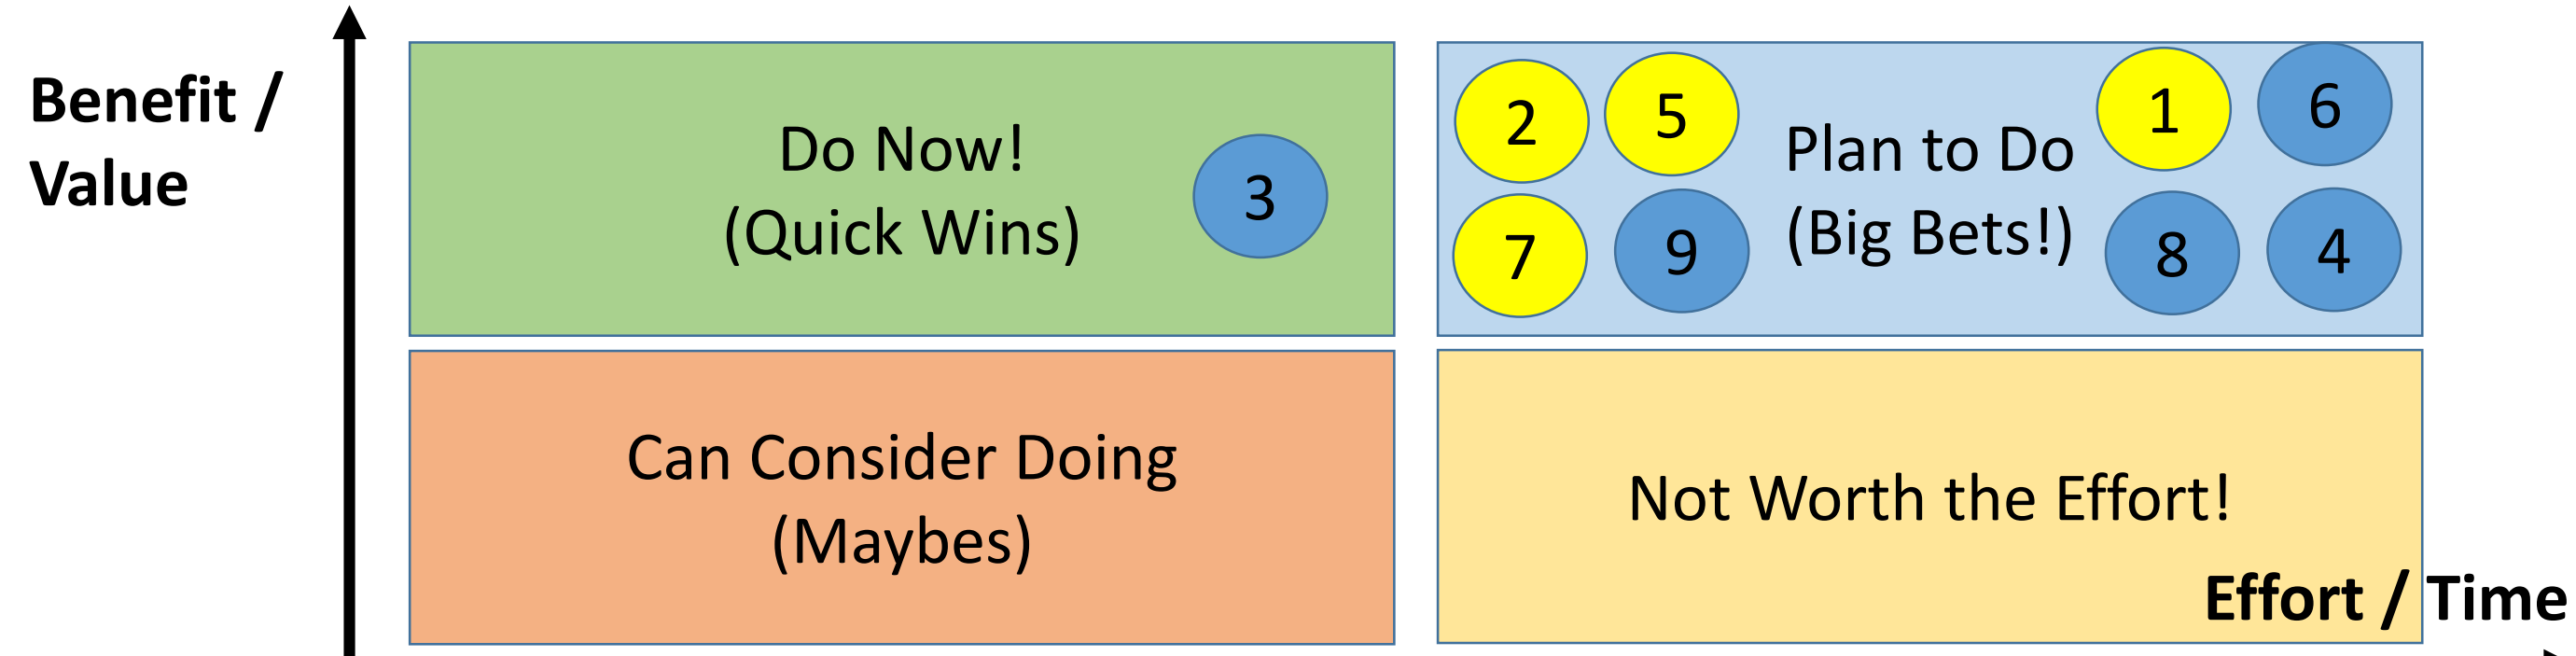 Benefit /
Value
Do Now!
(Quick Wins)
3
2
5
7
9
Plan to Do
(Big Bets!)
1
6
8
4
Can Consider Doing
(Maybes)
Not Worth the Effort!
Effort / Time